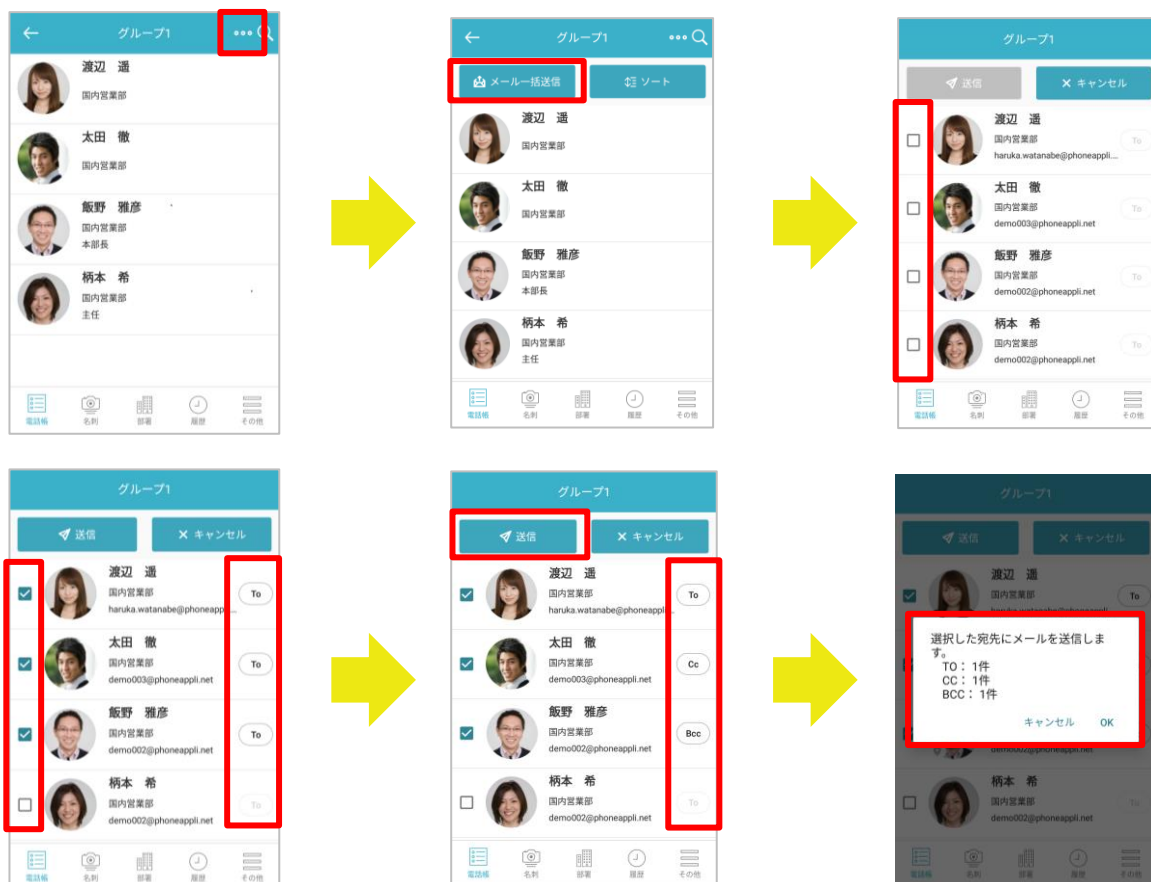 グループ1
渡辺 遥
国内営業部
太田 徹
国内営業部
飯野 雅彦
国内営業部
本部長
柄本 希
国内営業部
主任
電話帳 名刺 部署 履歴 その他
グループ1
メール一括送信 ソート
渡辺 遥
国内営業部
太田 徹
国内営業部
飯野 雅彦
国内営業部
本部長
柄本 希
国内営業部
主任
電話帳 名刺 部署 履歴 その他
グループ1
送信 キャンセル
渡辺 遥
国内営業部 To
haruka.watanabe@phoneappli....
太田 徹
国内営業部 To
demo003@phoneappli.net
飯野 雅彦
国内営業部 To
demo002@phoneappli.net
柄本 希
国内営業部 To
demo002@phoneappli.net
電話帳 名刺 部署 履歴 その他
グループ1
送信 キャンセル
渡辺 遥
国内営業部 To
haruka.watanabe@phoneapp...
太田 徹
国内営業部 To
demo003@phoneappli.net
飯野 雅彦
国内営業部 To
demo002@phoneappli.net
柄本 希
国内営業部 To
demo002@phoneappli.net
電話帳 名刺 部署 履歴 その他
グループ1
送信 キャンセル
渡辺 遥
国内営業部 To
haruka.watanabe@phoneappl...
太田 徹
国内営業部 Cc
demo003@phoneappli.net
飯野 雅彦
国内営業部 Bcc
demo002@phoneappli.net
柄本 希
国内営業部 To
demo002@phoneappli.net
電話帳 名刺 部署 履歴 その他
グループ1
送信 キャンセル
渡辺 遥
国内営業部 To
選択した宛先にメールを送信しま
す。
TO： 1件
CC： 1件
BCC： 1件
キャンセル OK
demo002@phoneappli.net
柄本 希
国内営業部 To
demo002@phoneappli.net
電話帳 名刺 部署 履歴 その他